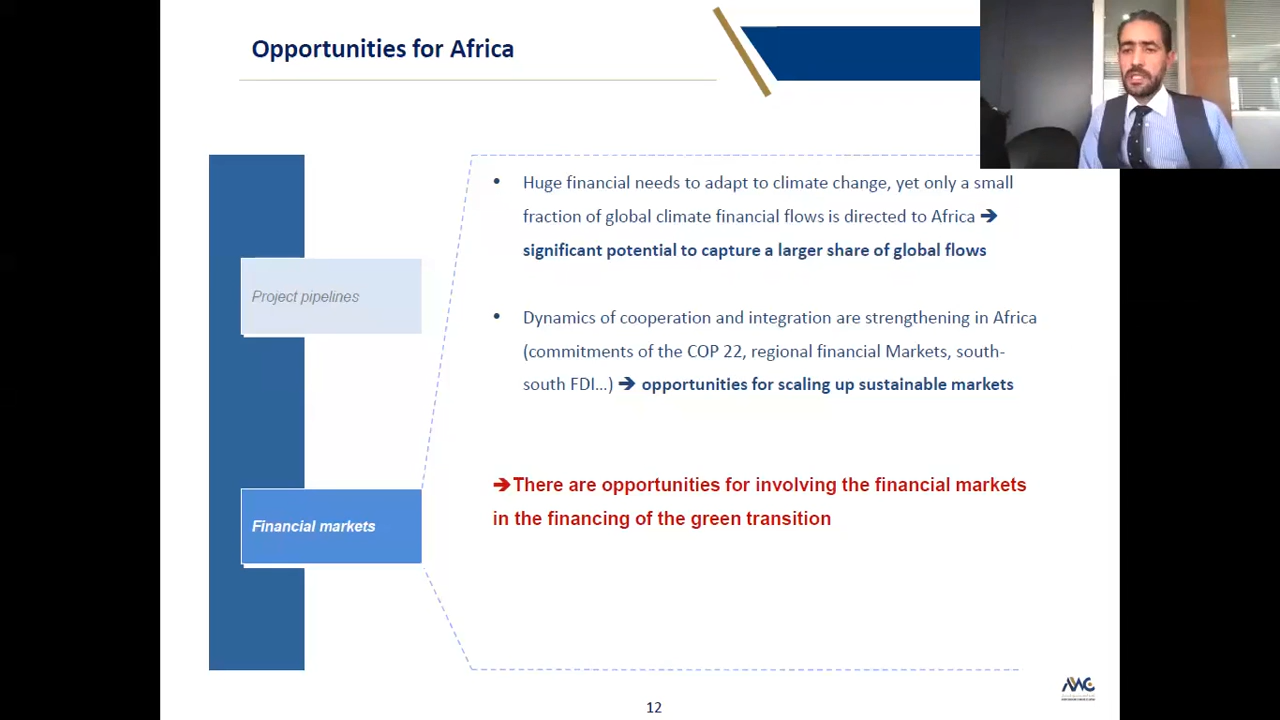 Opportunities for Africa
Project pipelines
Financial markets
• Huge financial needs to adapt to climate change, yet only a small
fraction of global climate financial flows is directed to Africa ➔
significant potential to capture a larger share of global flows
• Dynamics of cooperation and integration are strengthening in Africa
(commitments of the COP 22, regional financial Markets, south-
south FDI…) ➔ opportunities for scaling up sustainable markets
➔There are opportunities for involving the financial markets
in the financing of the green transition
12